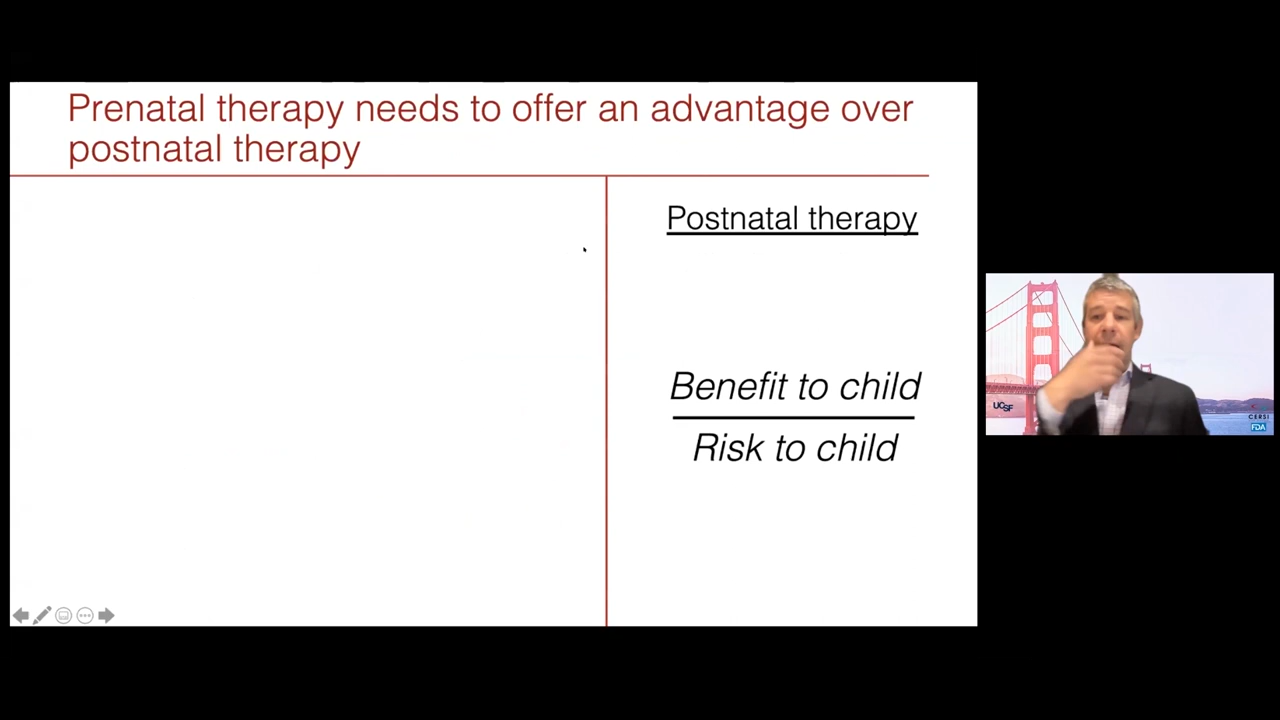 Prenatal therapy needs to offer an advantage over
postnatal therapy
Postnatal therapy
Benefit to child
Risk to child
UCSF
CERSI
FDA